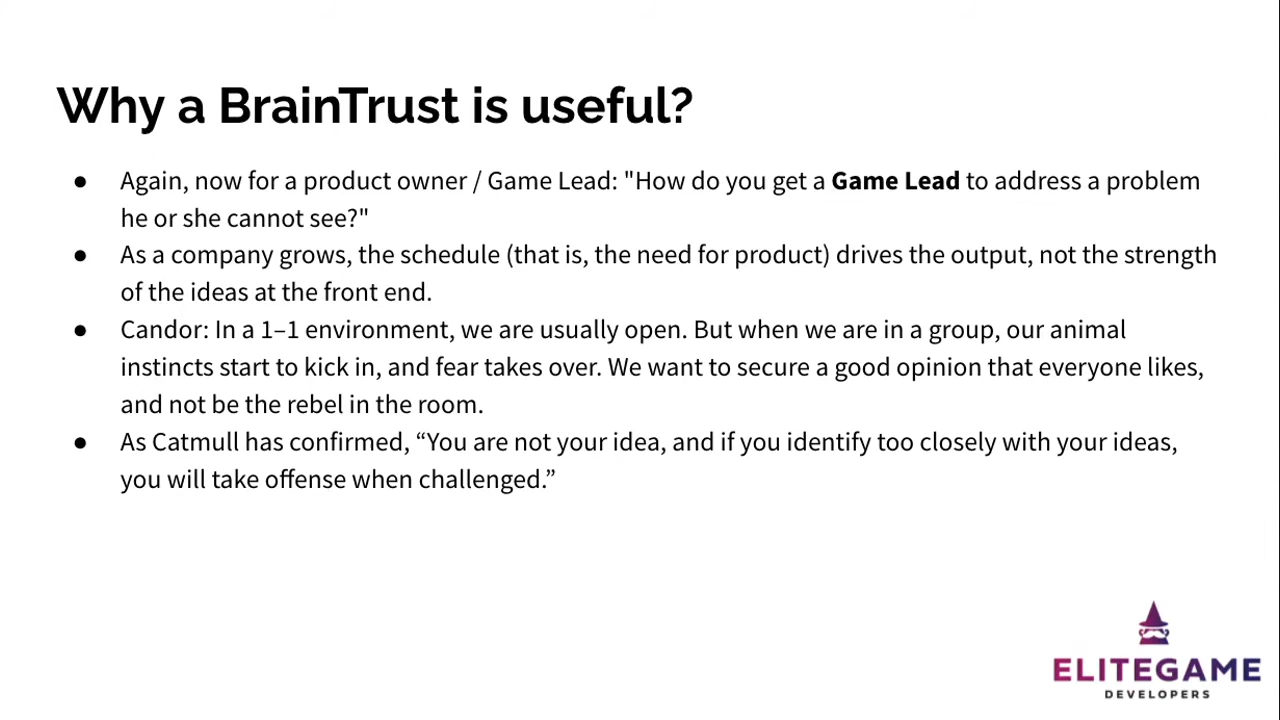 Why a BrainTrust is useful?
● Again, now for a product owner / Game Lead: "How do you get a Game Lead to address a problem
he or she cannot see?"
● As a company grows, the schedule (that is, the need for product) drives the output, not the strength
of the ideas at the front end.
● Candor: In a 1–1 environment, we are usually open. But when we are in a group, our animal
instincts start to kick in, and fear takes over. We want to secure a good opinion that everyone likes,
and not be the rebel in the room.
● As Catmull has confirmed, “You are not your idea, and if you identify too closely with your ideas,
you will take offense when challenged.”
ELITEGAME
DEVELOPERS